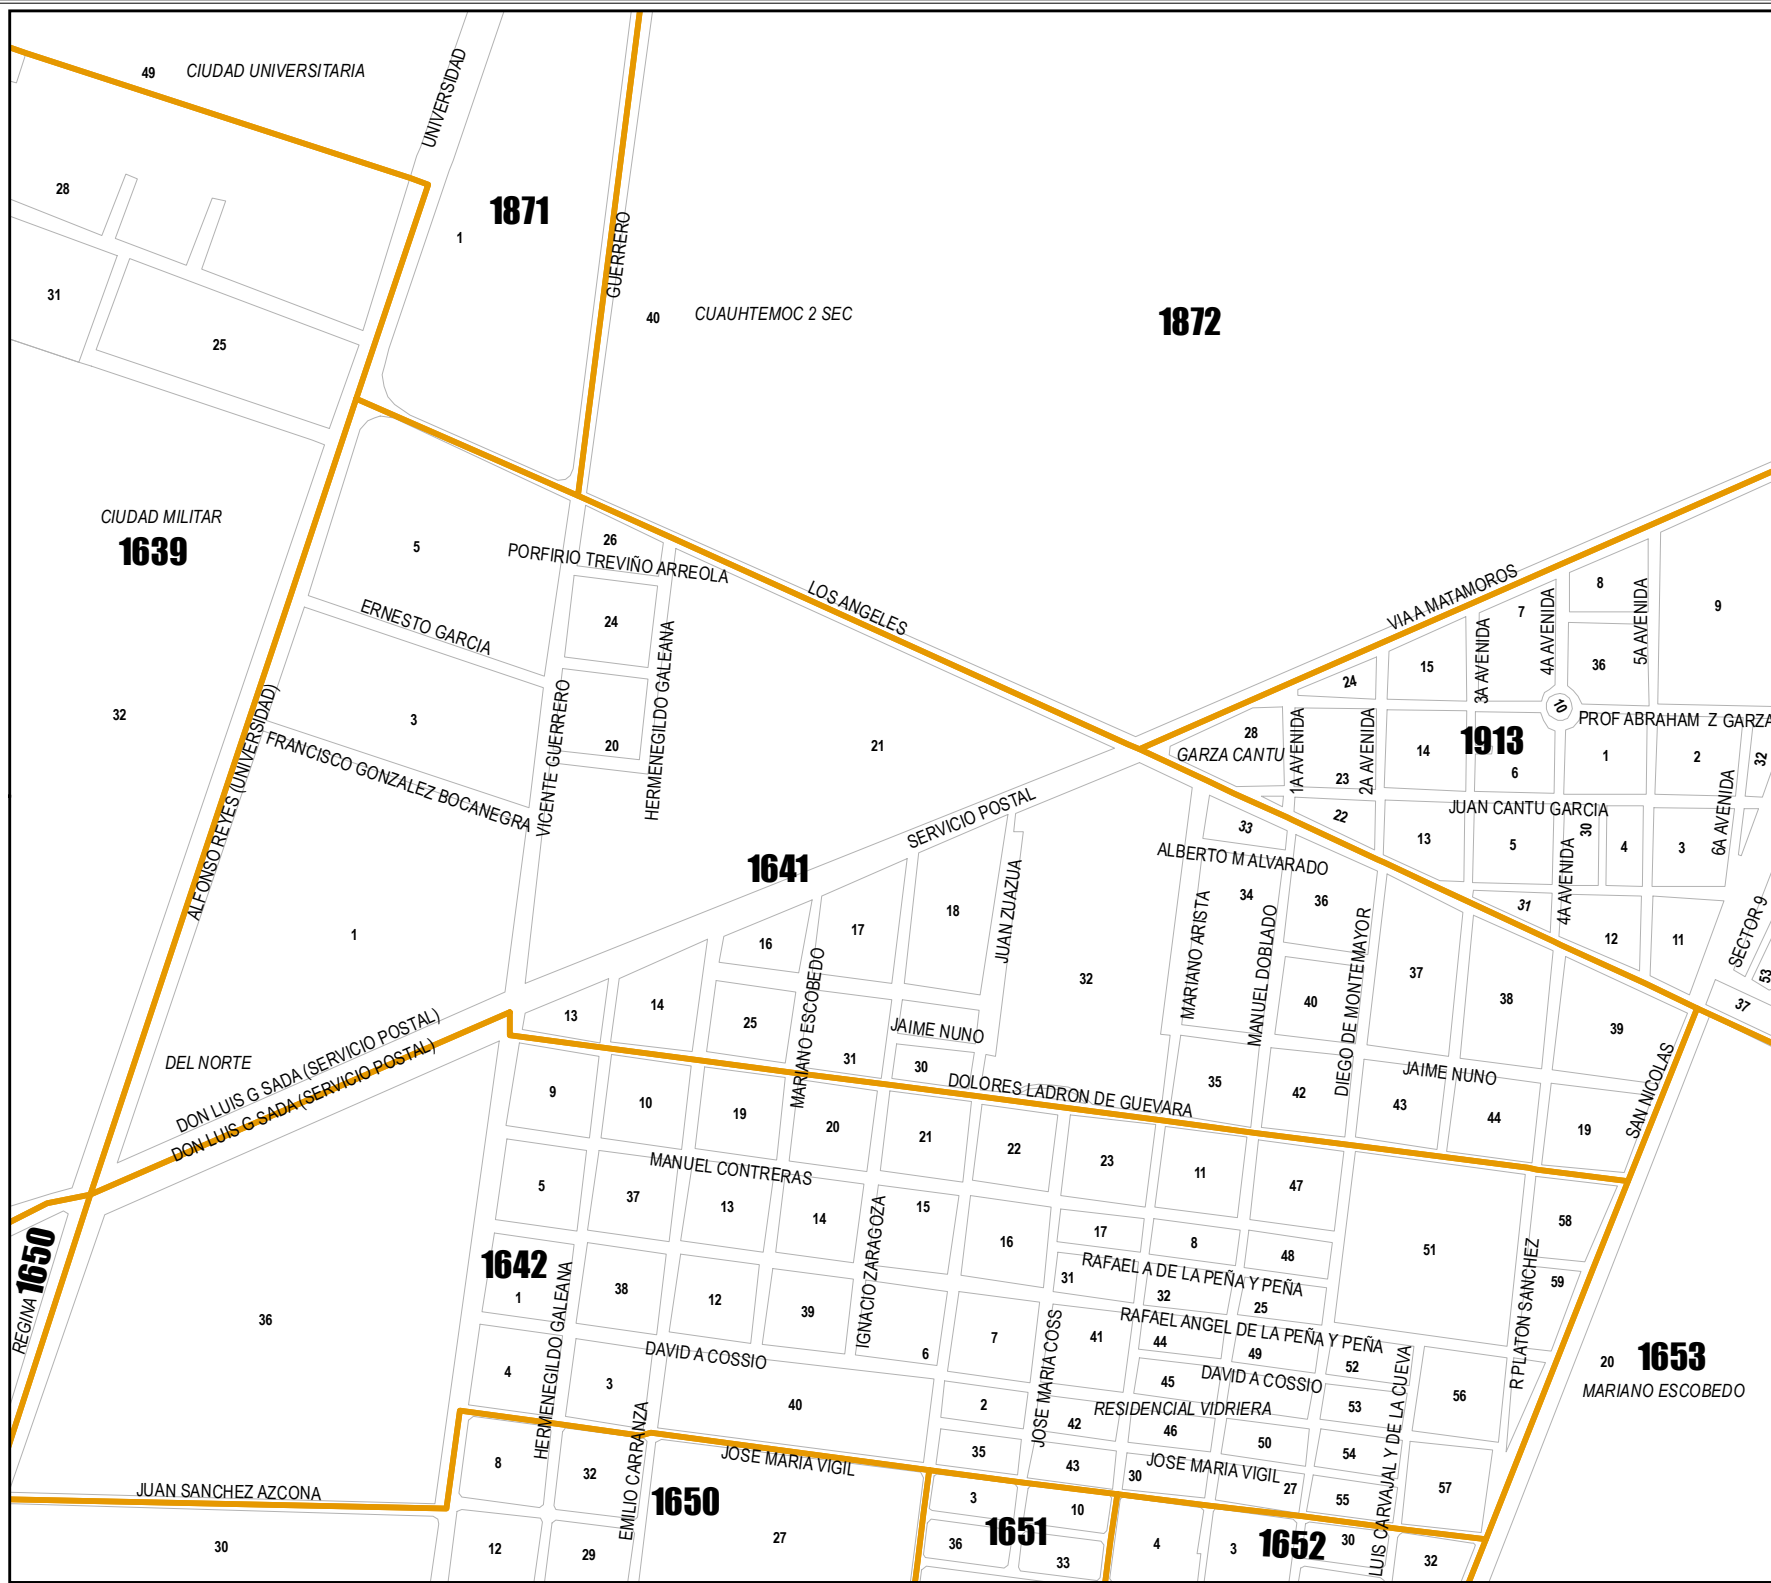 49 CIUDAD UNIVERSITARIA
UNIVERSIDAD
28
1871
1
GUERRERO
31
25
40 CUAUHTEMOC 2 SEC
1872
CIUDAD MILITAR
1639
5
26
PORFIRIO TREVIÑO ARREOLA
24
ERNESTO GARCIA
LOS ANGELES
HERMENEGILDO GALEANA
VIA A MATAMOROS
8
7
4A AVENIDA
5A AVENIDA
9
15
36
3A AVENIDA
24
32
3
20
21
VICENTE GUERRERO
FRANCISCO GONZALEZ BOCANEGRA
ALFONSO REYES (UNIVERSIDAD)
10
PROF ABRAHAM Z GARZA
28
GARZA CANTU
1A AVENIDA
23
2A AVENIDA
14
1913
6
1
2
32
6A AVENIDA
JUAN CANTU GARCIA
22
13
5
30
4
3
33
ALBERTO M ALVARADO
SERVICIO POSTAL
1641
34
36
4A AVENIDA
31
12
11
SECTOR 9
53
37
1
16
17
18
JUAN ZUAZUA
32
MARIANO ARISTA
MANUEL DOBLADO
DIEGO DE MONTEMAYOR
37
38
39
40
13
14
25
MARIANO ESCOBEDO
31
JAIME NUNO
30
DOLORES LADRON DE GUEVARA
35
42
JAIME NUNO
43
44
19
SAN NICOLAS
DEL NORTE
DON LUIS G SADA (SERVICIO POSTAL)
DON LUIS G SADA (SERVICIO POSTAL)
9
10
19
20
21
22
23
11
47
MANUEL CONTRERAS
5
37
13
14
15
16
17
8
48
51
58
59
R PLATON SANCHEZ
1650
REGINA
36
1642
1
HERMENEGILDO GALEANA
38
12
39
IGNACIO ZARAGOZA
RAFAEL A DE LA PEÑA Y PEÑA
31
32
25
RAFAEL ANGEL DE LA PEÑA Y PEÑA
6
7
41
44
49
52
JOSE MARIA COSS
DAVID A COSSIO
4
3
40
2
45
DAVID A COSSIO
53
56
LUIS CARVAJAL Y DE LA CUEVA
20 1653
MARIANO ESCOBEDO
RESIDENCIAL VIDRIERA
42
46
50
54
35
43
30
JOSE MARIA VIGIL
27
55
57
8
32
EMILIO CARRANZA
JOSE MARIA VIGIL
JUAN SANCHEZ AZCONA
1650
27
3
10
1651
36
33
4
3
1652
30
32
30
12
29